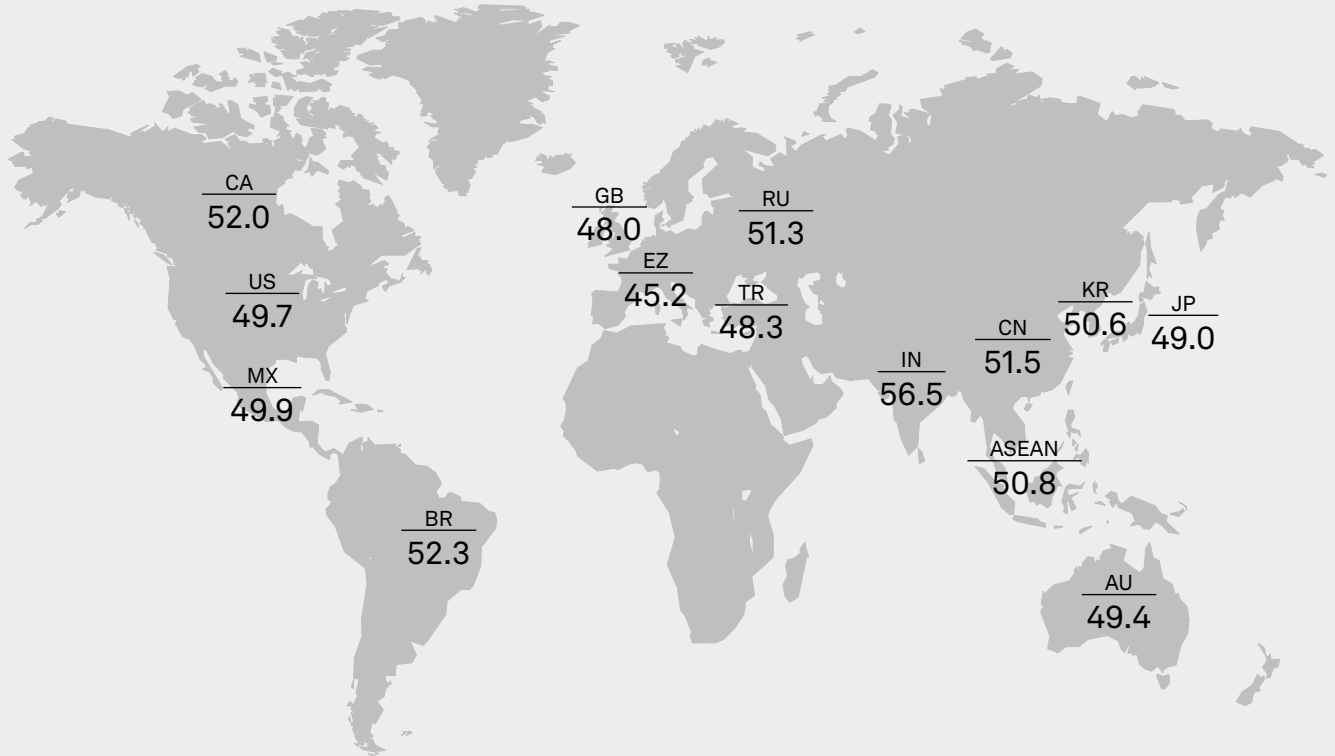 CA
52.0
GB
48.0
RU
51.3
EZ
45.2
US
49.7
TR
48.3
KR
50.6
JP
49.0
CN
51.5
IN
56.5
MX
49.9
ASEAN
50.8
BR
52.3
AU
49.4